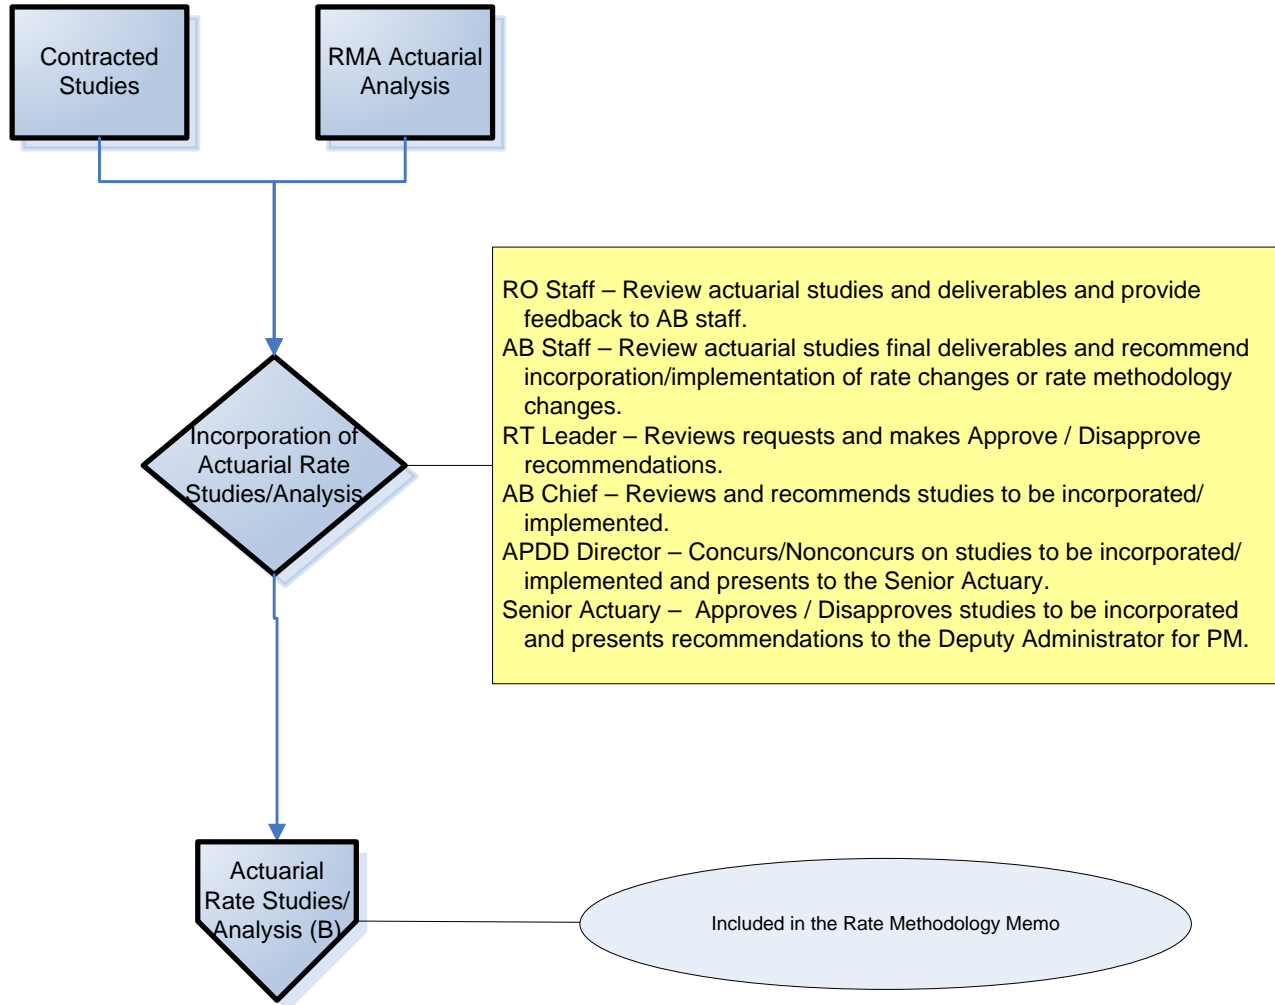 Contracted
Studies
RMA Actuarial
Analysis
RO Staff – Review actuarial studies and deliverables and provide
feedback to AB staff.
AB Staff – Review actuarial studies final deliverables and recommend
incorporation/implementation of rate changes or rate methodology
changes.
RT Leader – Reviews requests and makes Approve / Disapprove
recommendations.
AB Chief – Reviews and recommends studies to be incorporated/
implemented.
APDD Director – Concurs/Nonconcurs on studies to be incorporated/
implemented and presents to the Senior Actuary.
Senior Actuary –  Approves / Disapproves studies to be incorporated
and presents recommendations to the Deputy Administrator for PM.
Incorporation of
Actuarial Rate
Studies/Analysis
Actuarial
Rate Studies/
Analysis (B)
Included in the Rate Methodology Memo